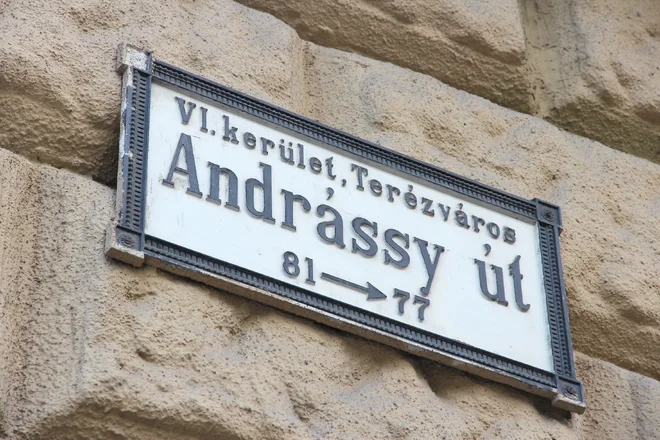 VI. kerület, Terézváros
Andrássy út
81 → 77